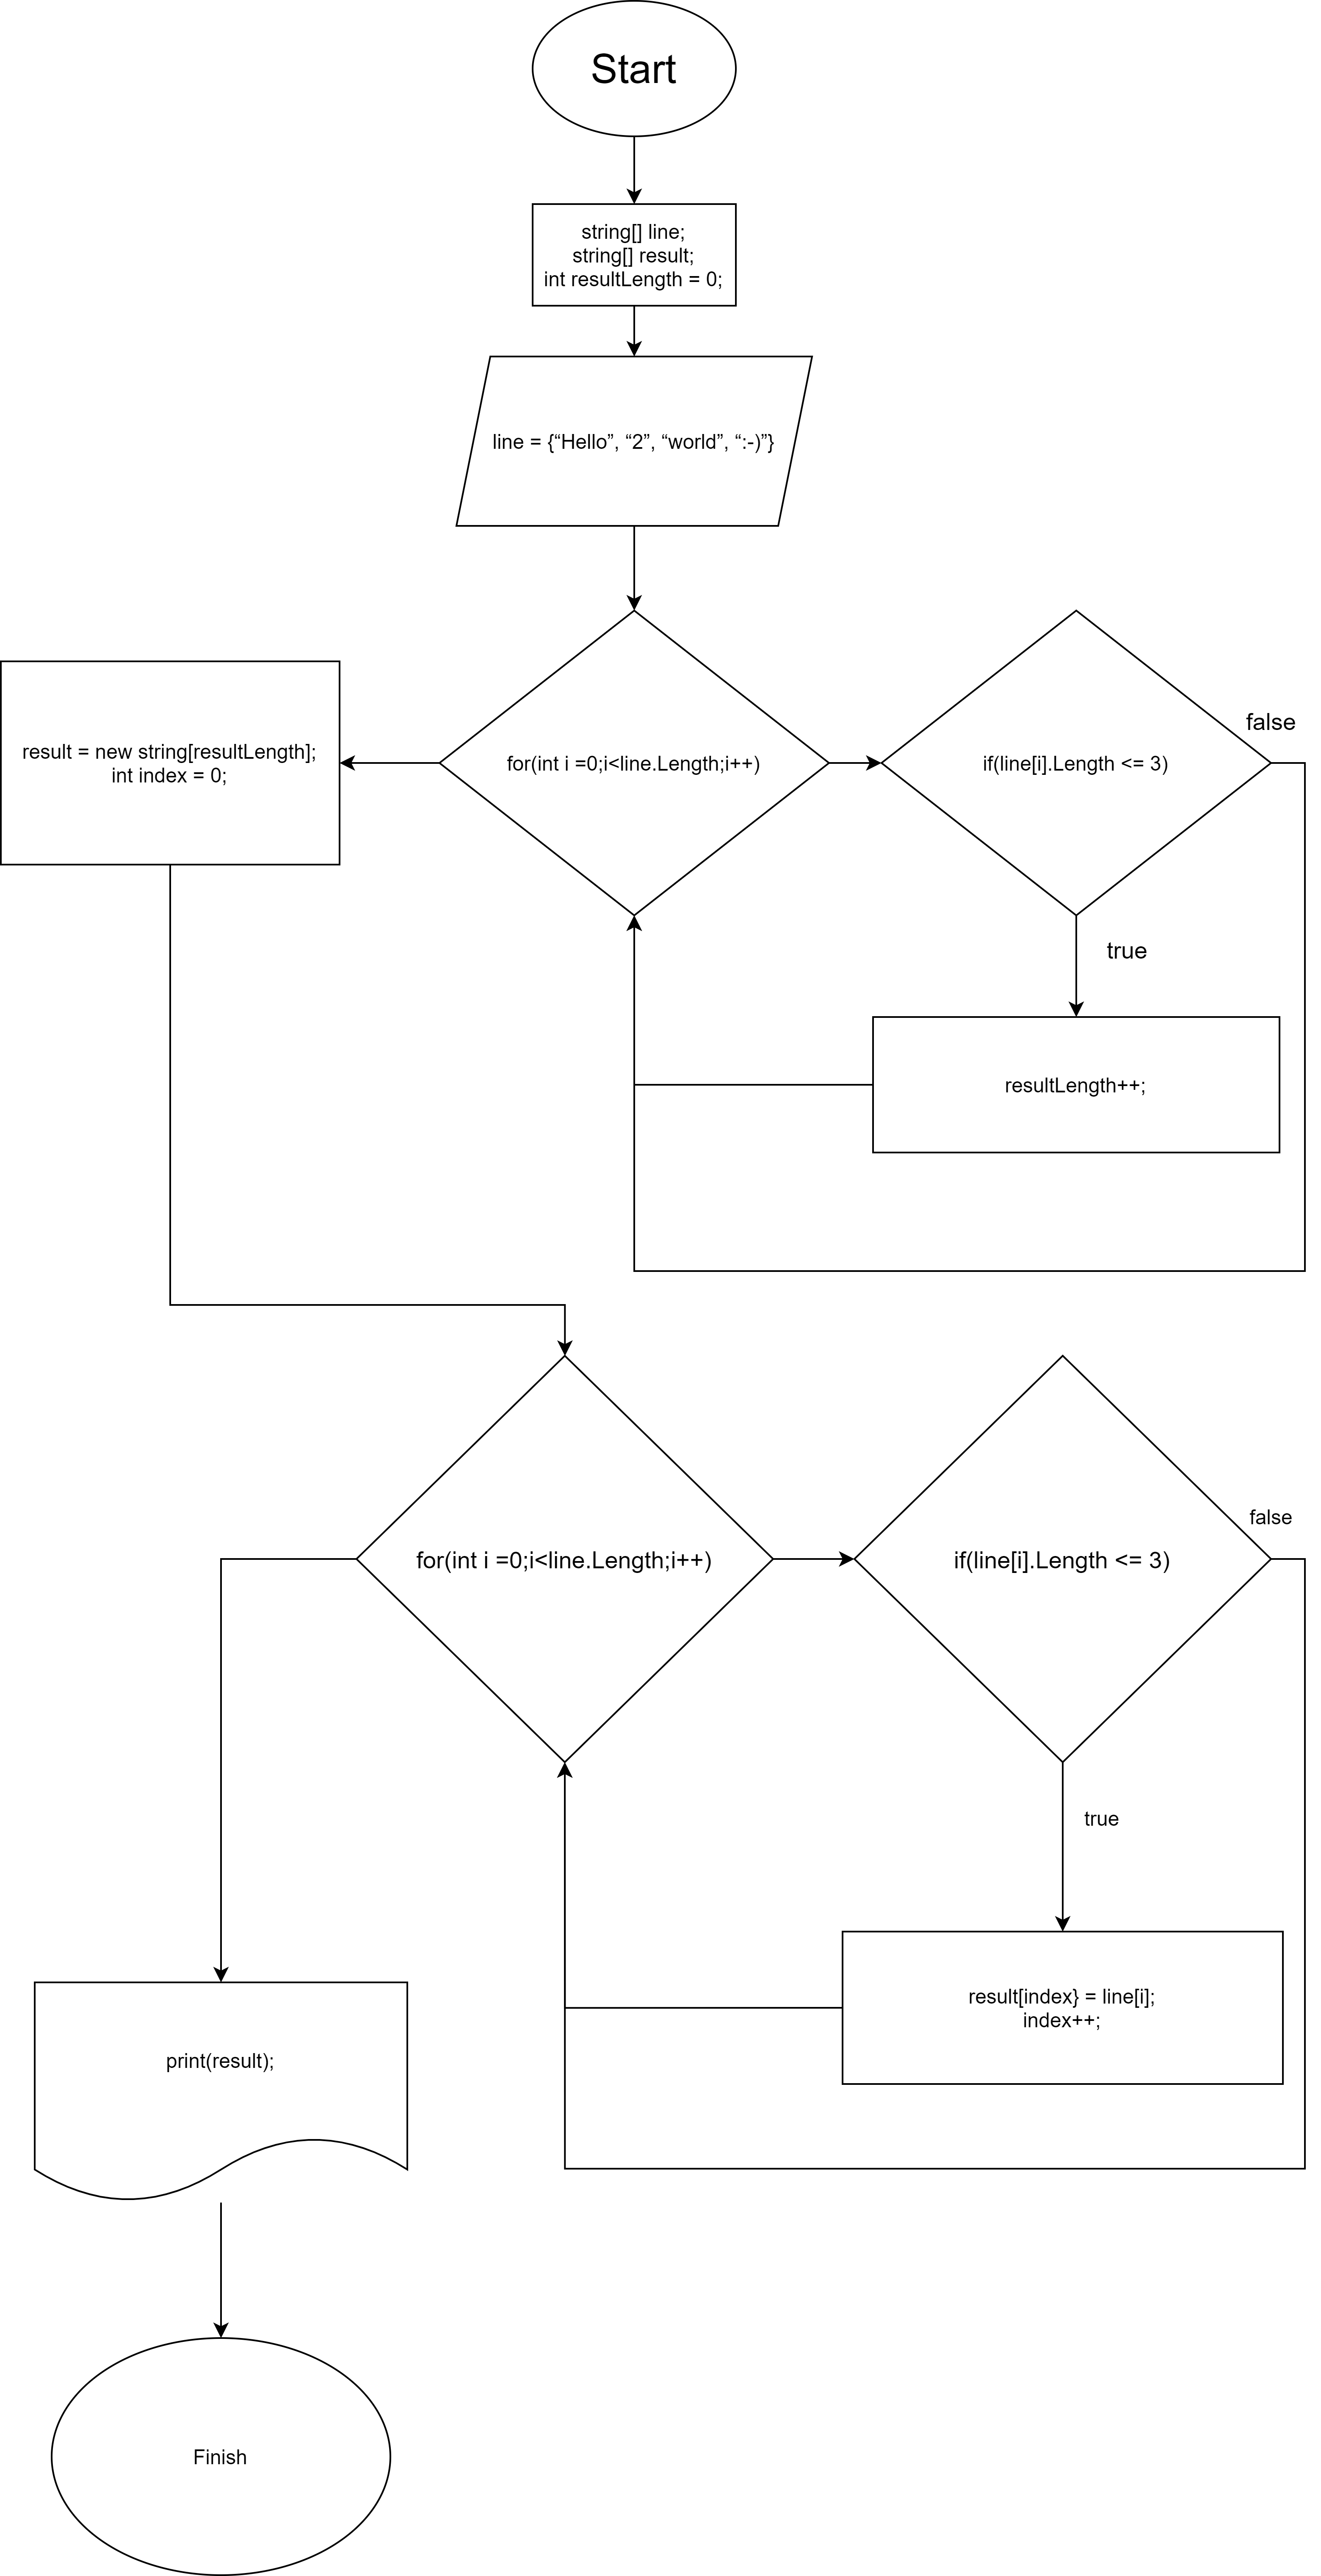 Start
string[] line;
string[] result;
int resultLength = 0;
line = {“Hello”, “2”, “world”, “:-)”}
for(int i =0;i<line.Length;i++)
if(line[i].Length <= 3)
false
result = new string[resultLength];
int index = 0;
true
resultLength++;
for(int i =0;i<line.Length;i++)
if(line[i].Length <= 3)
false
true
result[index} = line[i];
index++;
print(result);
Finish